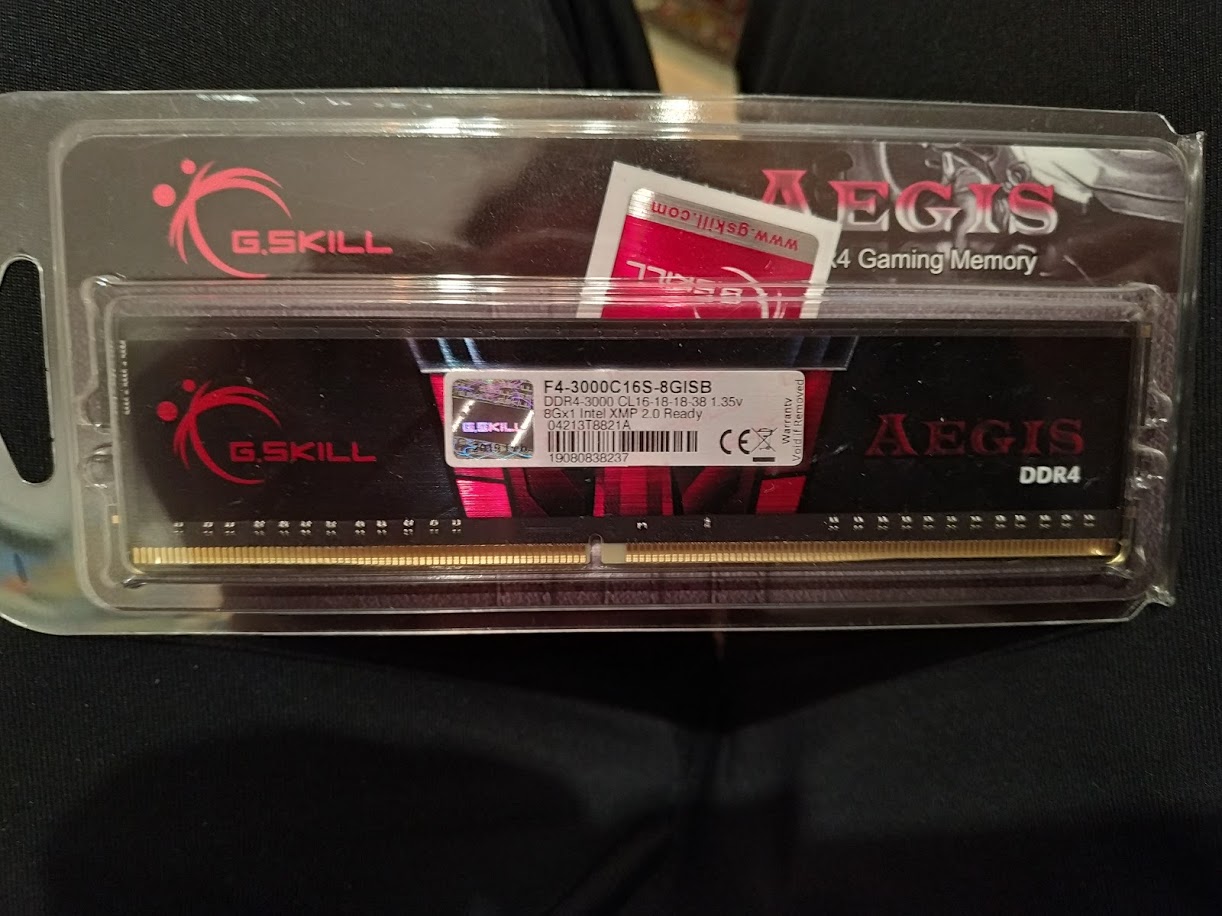 G.SKILL
AEGIS
4 Gaming Memory
www.gskill.com
G.SKILL
G.SKILL
AEGIS
DDR4
G.SKILL
F4-3000C16S-8GISB
DDR4-3000 CL16-18-18-38 1.35v
8Gx1 Intel XMP 2.0 Ready
04213T8821A
19080838237
CE
Warranty
Void if Removed